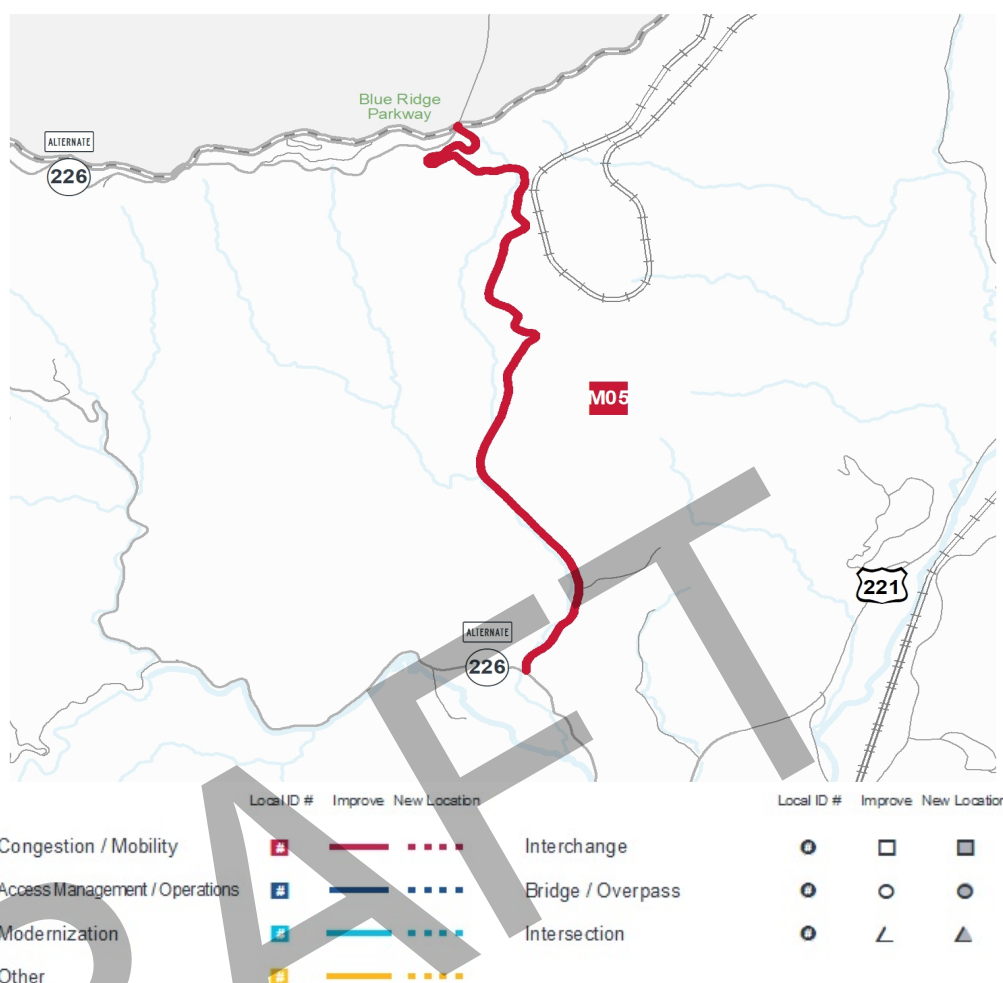 Blue Ridge
Parkway
ALTERNATE
226
M05
221
ALTERNATE
226
DRAFT
Local ID # Improve New Location
Congestion / Mobility #
Access Management / Operations #
Modernization #
Other #
Local ID # Improve New Location
Interchange #
Bridge / Overpass #
Intersection #